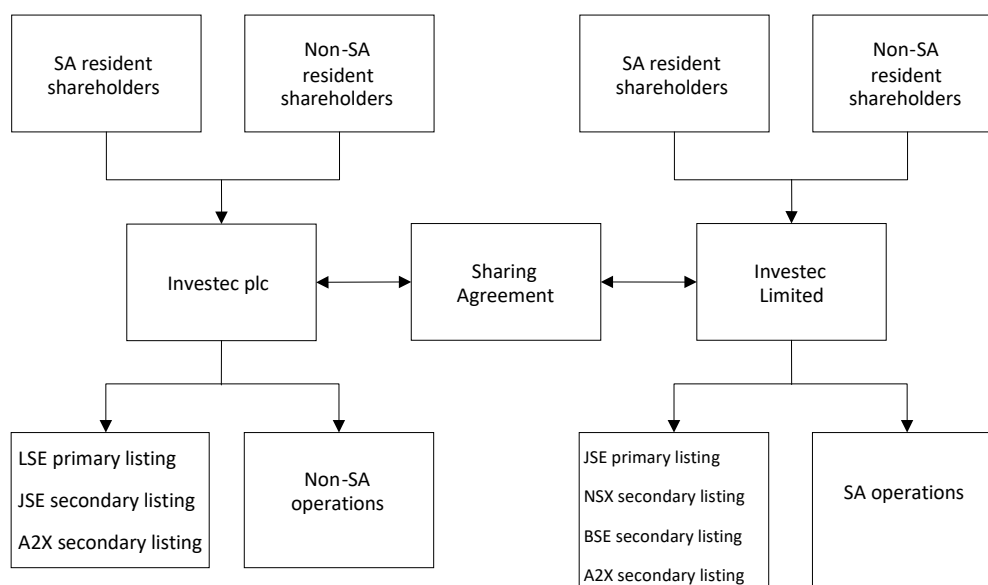 SA resident
shareholders
Non-SA
resident
shareholders
SA resident
shareholders
Non-SA
resident
shareholders
Investec plc
Sharing
Agreement
Investec
Limited
LSE primary listing
JSE secondary listing
A2X secondary listing
Non-SA
operations
JSE primary listing
NSX secondary listing
BSE secondary listing
A2X secondary listing
SA operations